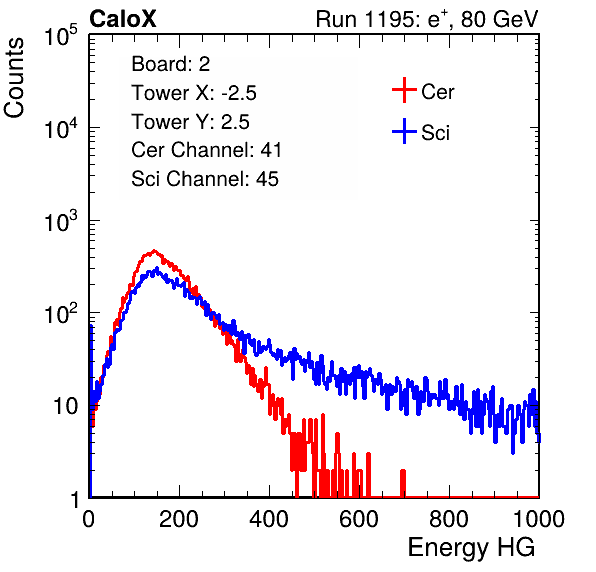 CaloX Run 1195: e⁺, 80 GeV
Counts
Board: 2
Tower X: -2.5
Tower Y: 2.5
Cer Channel: 41
Sci Channel: 45
Cer
Sci
10⁵
10⁴
10³
10²
10
1
0 200 400 600 800 1000
Energy HG